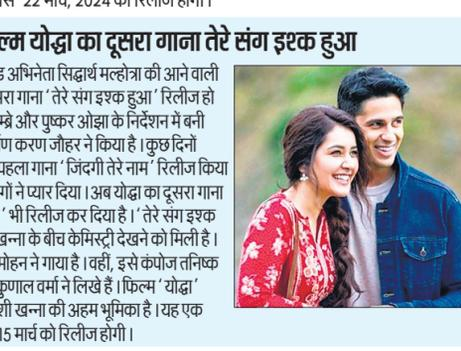 22 मार्च, 2024 को रिलीज होगी ।
ल्म योद्धा का दूसरा गाना तेरे संग इश्क हुआ
ड अभिनेता सिद्धार्थ मल्होत्रा की आने वाली
सरा गाना ‘ तेरे संग इश्क हुआ ’ रिलीज हो
म्ब्रे और पुष्कर ओझा के निर्देशन में बनी
ण करण जौहर ने किया है । कुछ दिनों
पहला गाना ‘ जिंदगी तेरे नाम ’ रिलीज किया
गों ने प्यार दिया । अब योद्धा का दूसरा गाना
’ भी रिलीज कर दिया है । ‘ तेरे संग इश्क
खन्ना के बीच केमिस्ट्री देखने को मिली है ।
मोहन ने गाया है । वहीं, इसे कंपोज तनिष्क
कुणाल वर्मा ने लिखे हैं । फिल्म ‘ योद्धा ’
शी खन्ना की अहम भूमिका है । यह एक
15 मार्च को रिलीज होगी ।